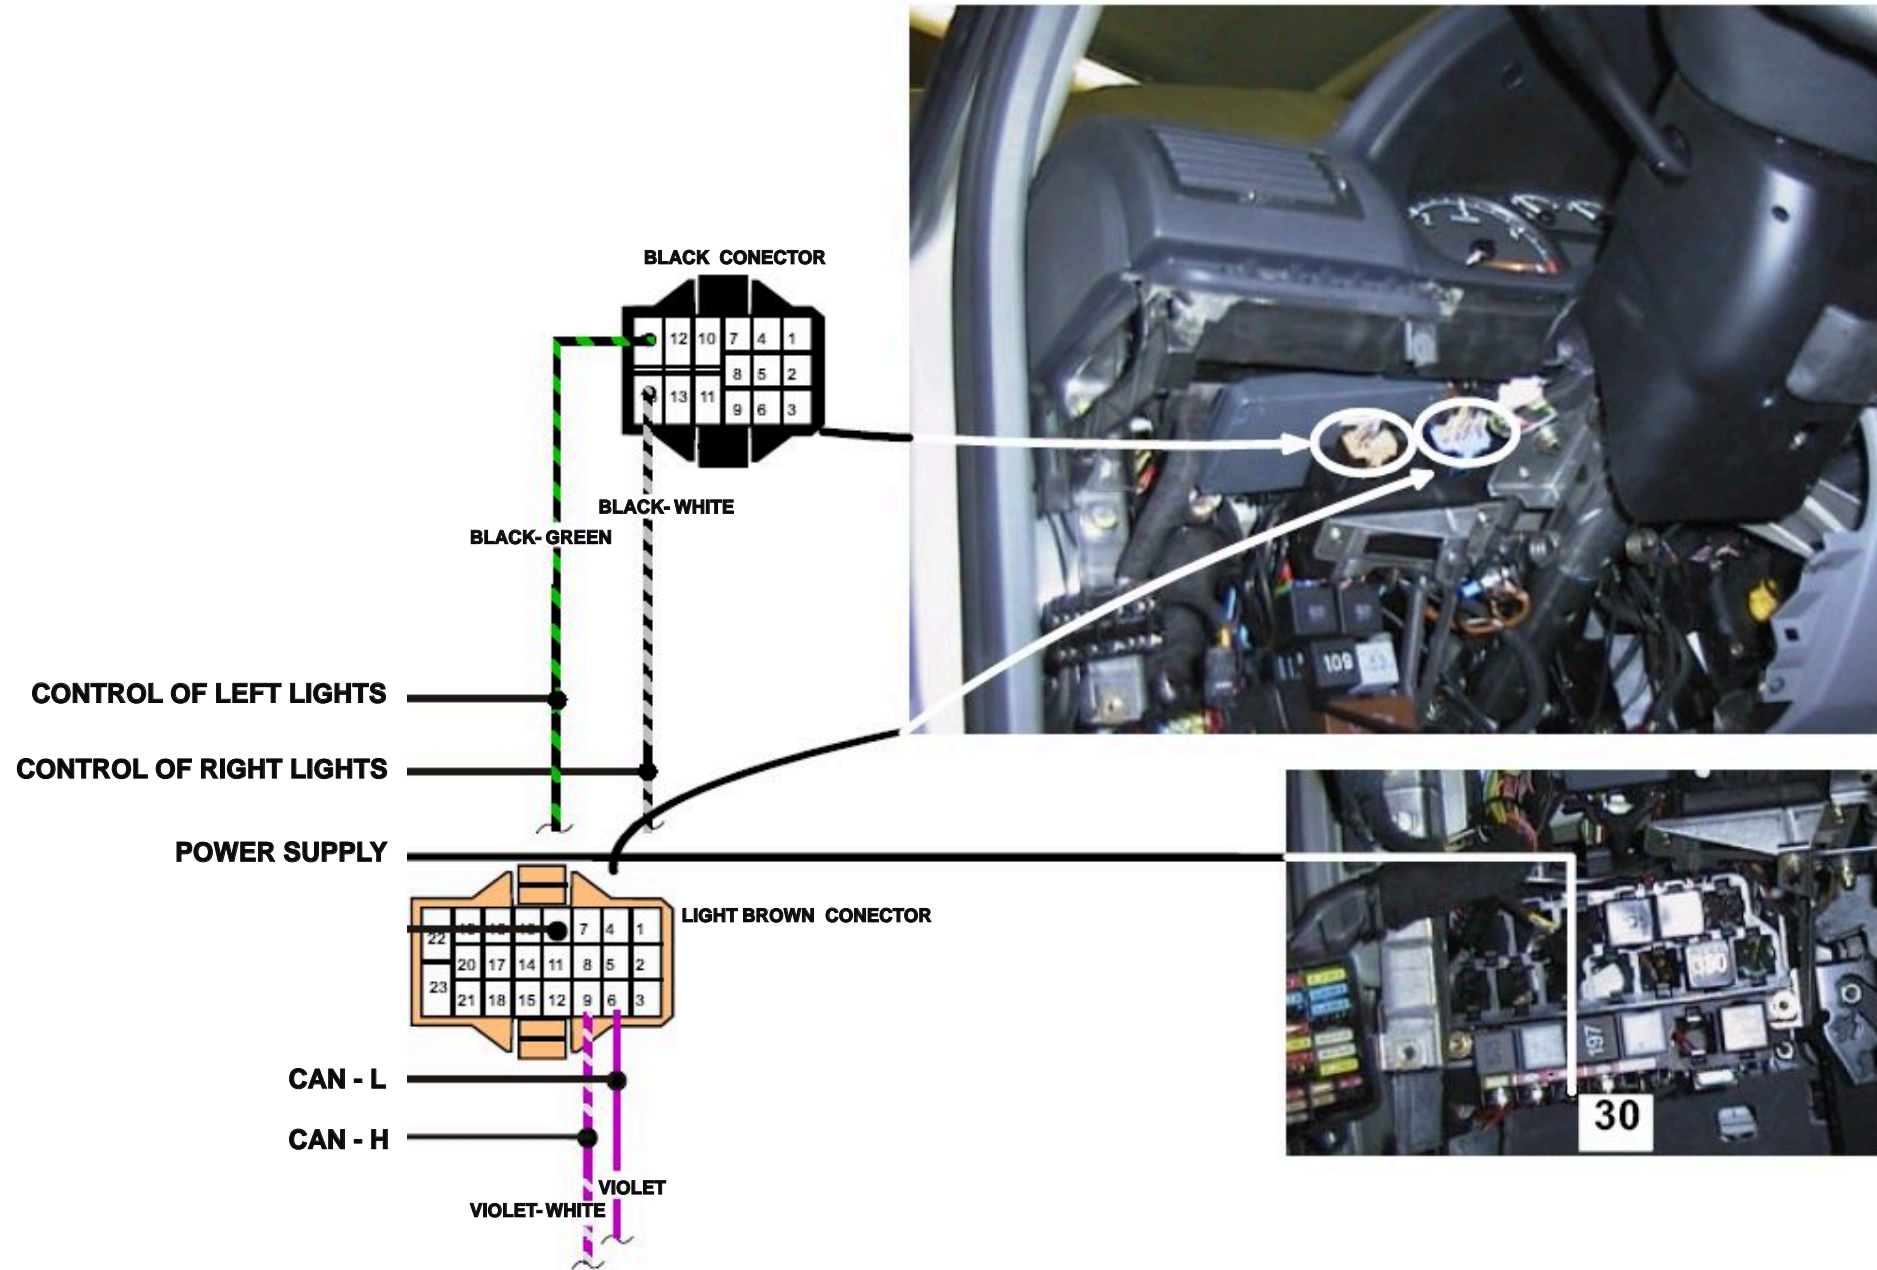 BLACK CONECTOR
12 10 7 4 1
8 5 2
13 11 9 6 3
BLACK-WHITE
BLACK-GREEN
CONTROL OF LEFT LIGHTS
CONTROL OF RIGHT LIGHTS
POWER SUPPLY
LIGHT BROWN CONECTOR
22 7 4 1
20 17 14 11 8 5 2
23 21 18 15 12 9 6 3
CAN - L
CAN - H
VIOLET
VIOLET-WHITE
109
380
197
30